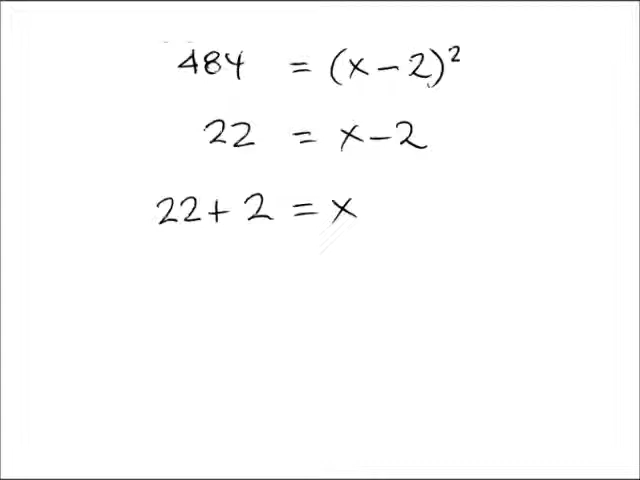 484 = (x − 2)²
22 = x − 2
22 + 2 = x